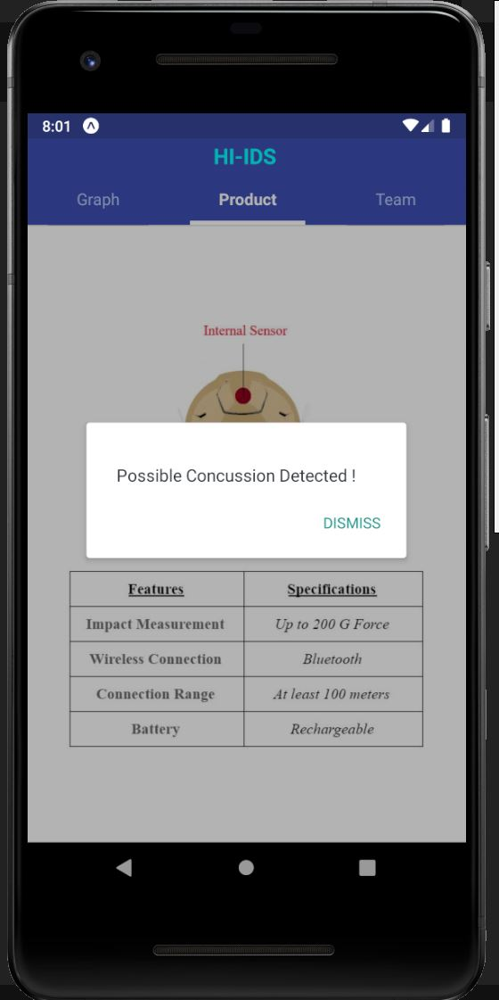 8:01
HI-IDS
Graph Product Team
Internal Sensor
Possible Concussion Detected !
DISMISS
Features Specifications
Impact Measurement Up to 200 G Force
Wireless Connection Bluetooth
Connection Range At least 100 meters
Battery Rechargeable